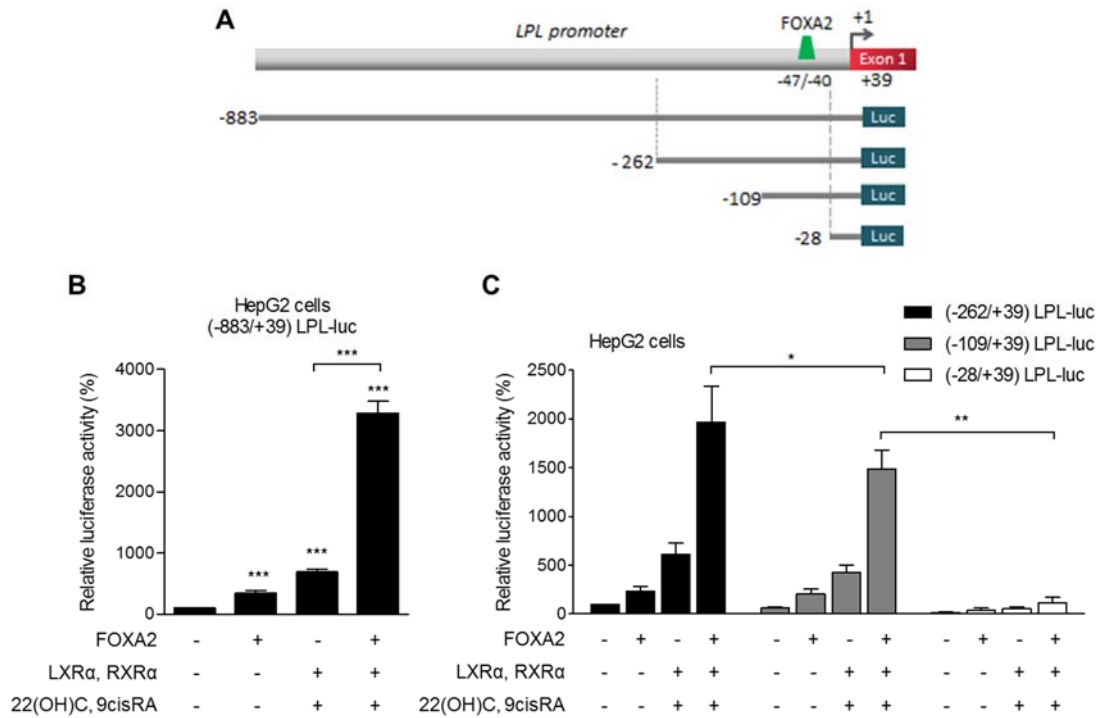 A
LPL promoter
FOXA2
+1
Exon 1
-47/-40
+39
-883
Luc
-262
Luc
-109
Luc
-28
Luc
B
HepG2 cells
(-883/+39) LPL-luc
Relative luciferase activity (%)
4000
3000
2000
1000
0
***
***
***
***
FOXA2 - + - +
LXRα, RXRα - - + +
22(OH)C, 9cisRA - - + +
C
HepG2 cells
(-262/+39) LPL-luc
(-109/+39) LPL-luc
(-28/+39) LPL-luc
Relative luciferase activity (%)
2500
2000
1500
1000
500
0
*
**
FOXA2 - + - + - + - + - + - +
LXRα, RXRα - - + + - - + + - - + +
22(OH)C, 9cisRA - - + + - - + + - - + +